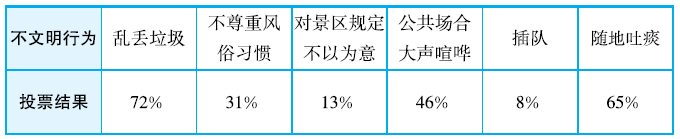 不文明行为 乱丢垃圾 不尊重风俗习惯 对景区规定不以为意 公共场合大声喧哗 插队 随地吐痰
投票结果 72% 31% 13% 46% 8% 65%